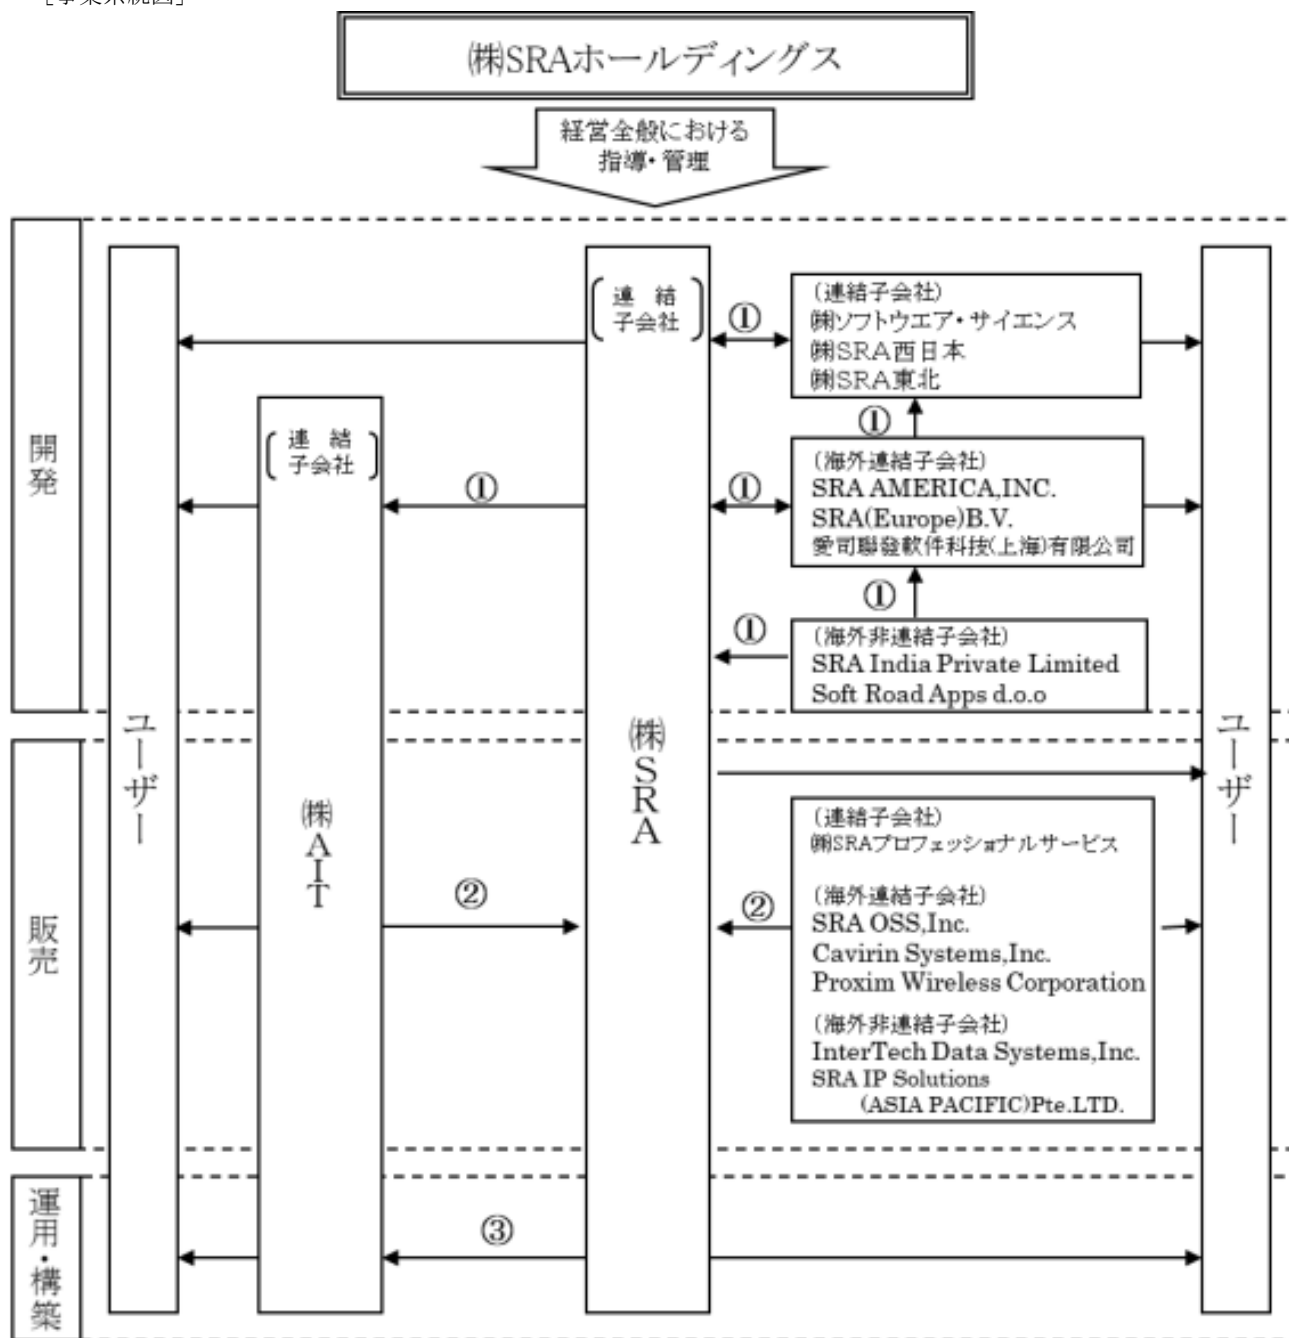 ［事業系統図］
㈱SRAホールディングス
経営全般における
指導・管理
開発
ユーザー
連 結
子会社
㈱AIT
①
連 結
子会社
㈱SRA
①
(連結子会社)
㈱ソフトウエア・サイエンス
㈱SRA西日本
㈱SRA東北
①
①
(海外連結子会社)
SRA AMERICA,INC.
SRA(Europe)B.V.
愛司聯發軟件科技(上海)有限公司
①
①
(海外非連結子会社)
SRA India Private Limited
Soft Road Apps d.o.o
ユーザー
販売
②
②
(連結子会社)
㈱SRAプロフェッショナルサービス
(海外連結子会社)
SRA OSS,Inc.
Cavirin Systems,Inc.
Proxim Wireless Corporation
(海外非連結子会社)
InterTech Data Systems,Inc.
SRA IP Solutions
(ASIA PACIFIC)Pte.LTD.
運用・構築
③